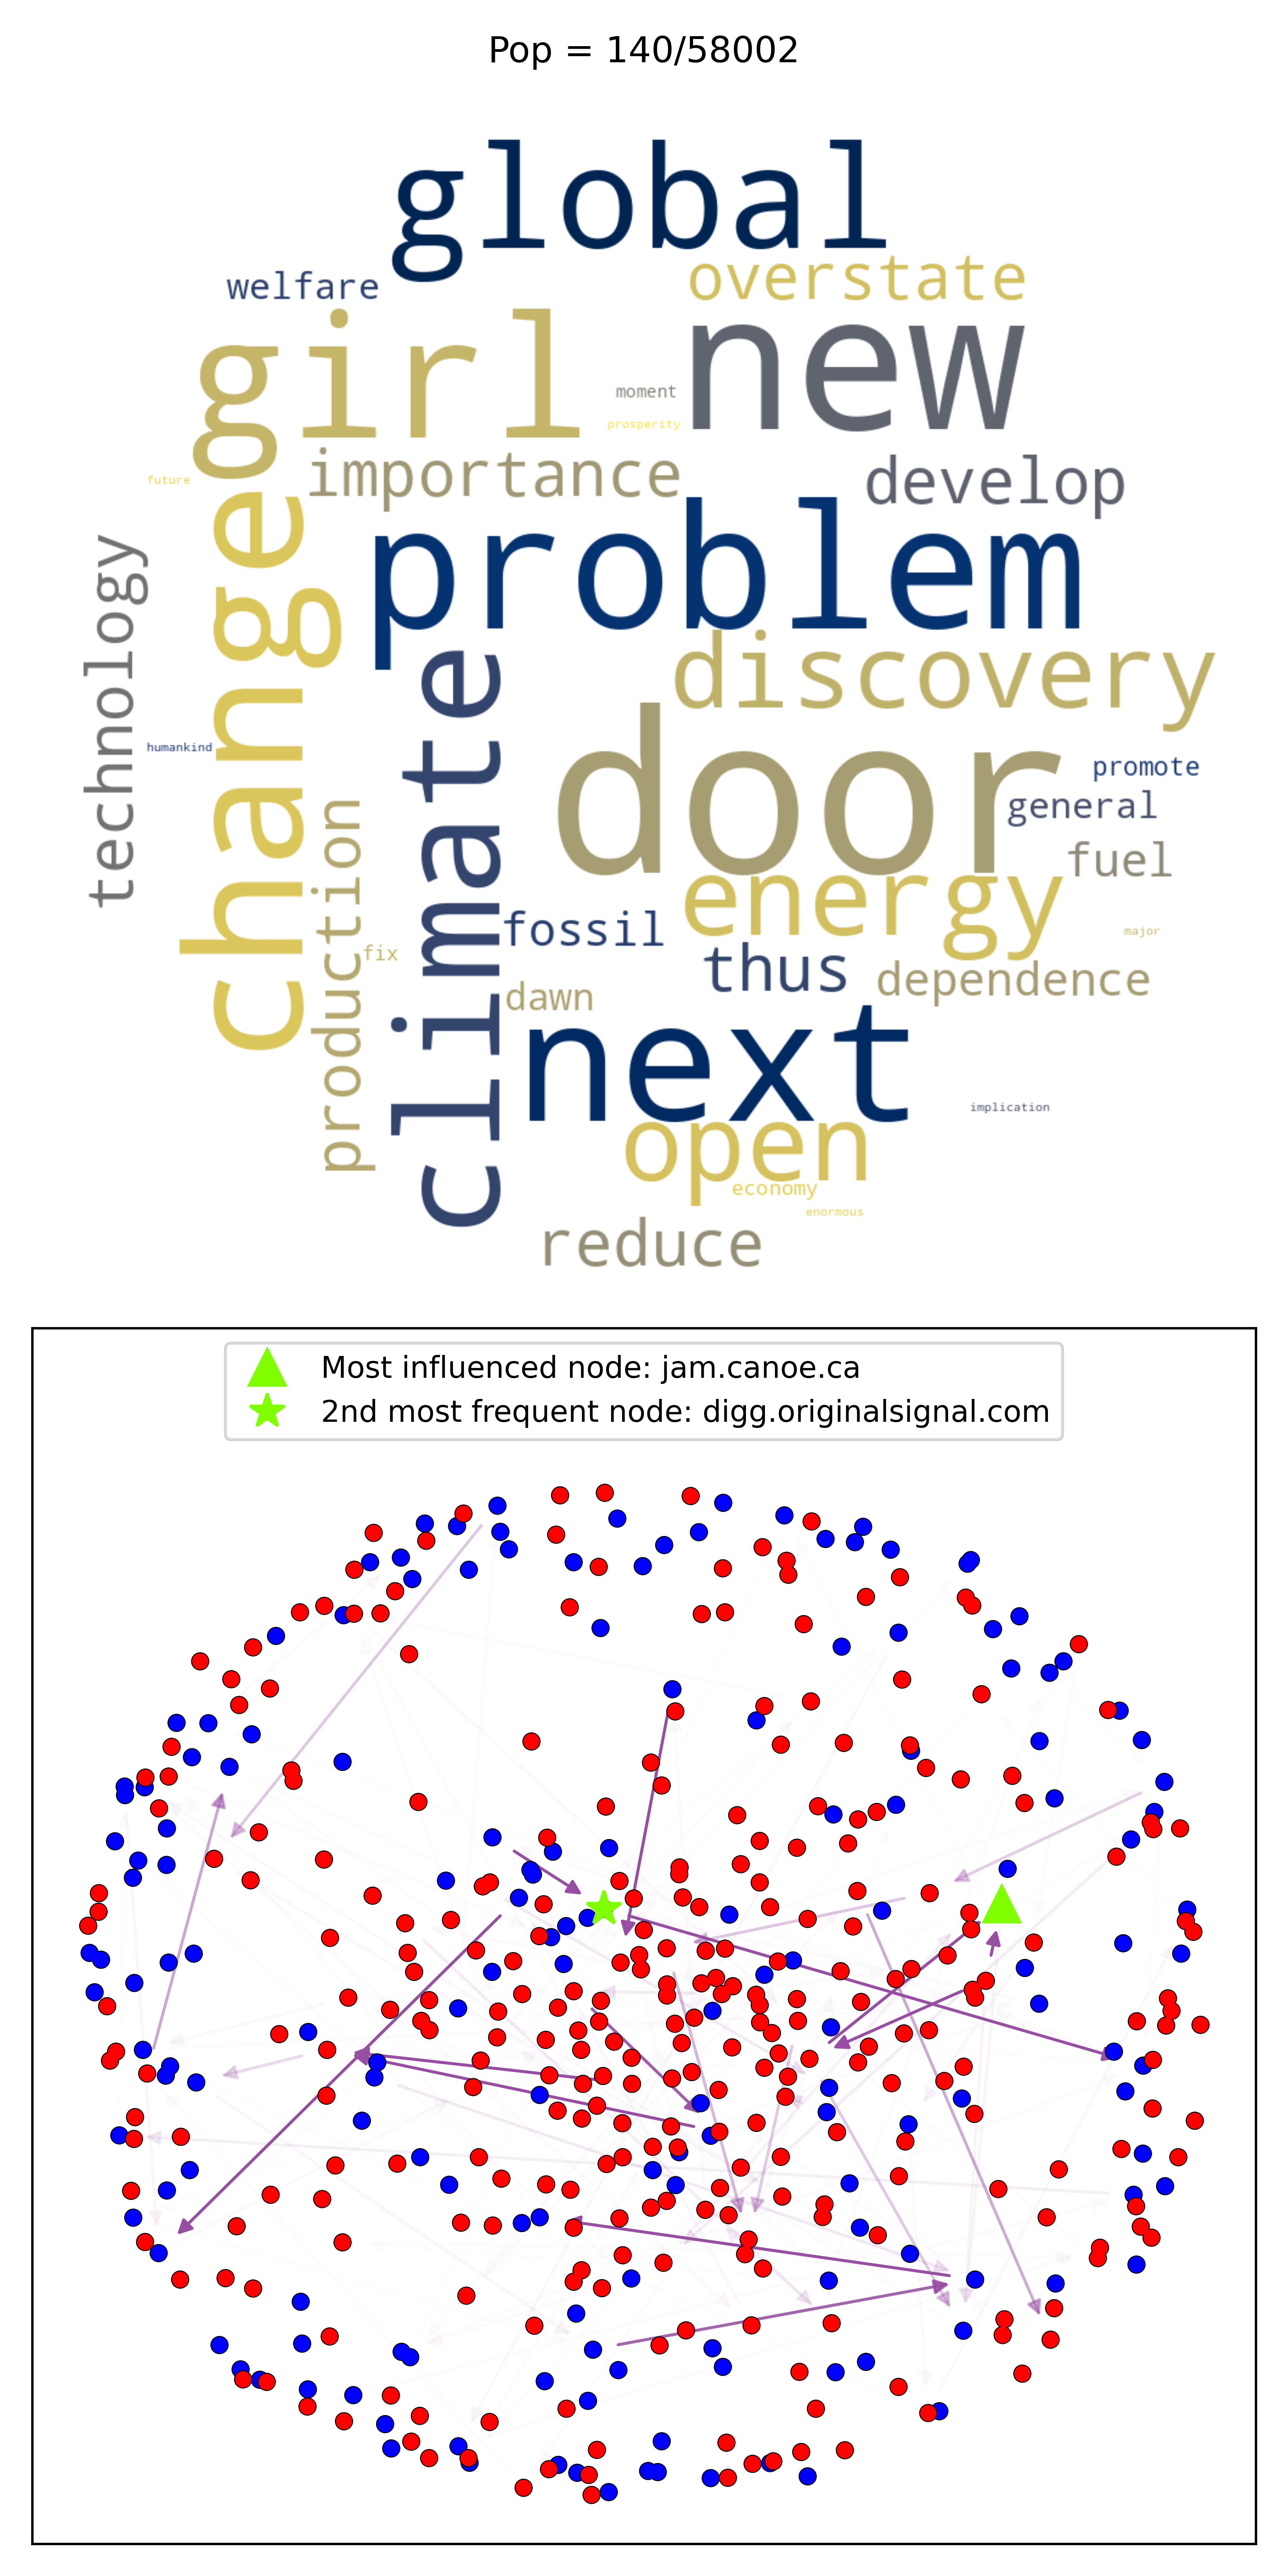 Pop = 140/58002
global
welfare
overstate
girl
new
moment
prosperity
importance
develop
future
change
problem
technology
climate
discovery
door
humankind
promote
general
production
fuel
energy
fossil
fix
thus
major
dependence
dawn
next
implication
open
economy
enormous
reduce
Most influenced node: jam.canoe.ca
2nd most frequent node: digg.originalsignal.com